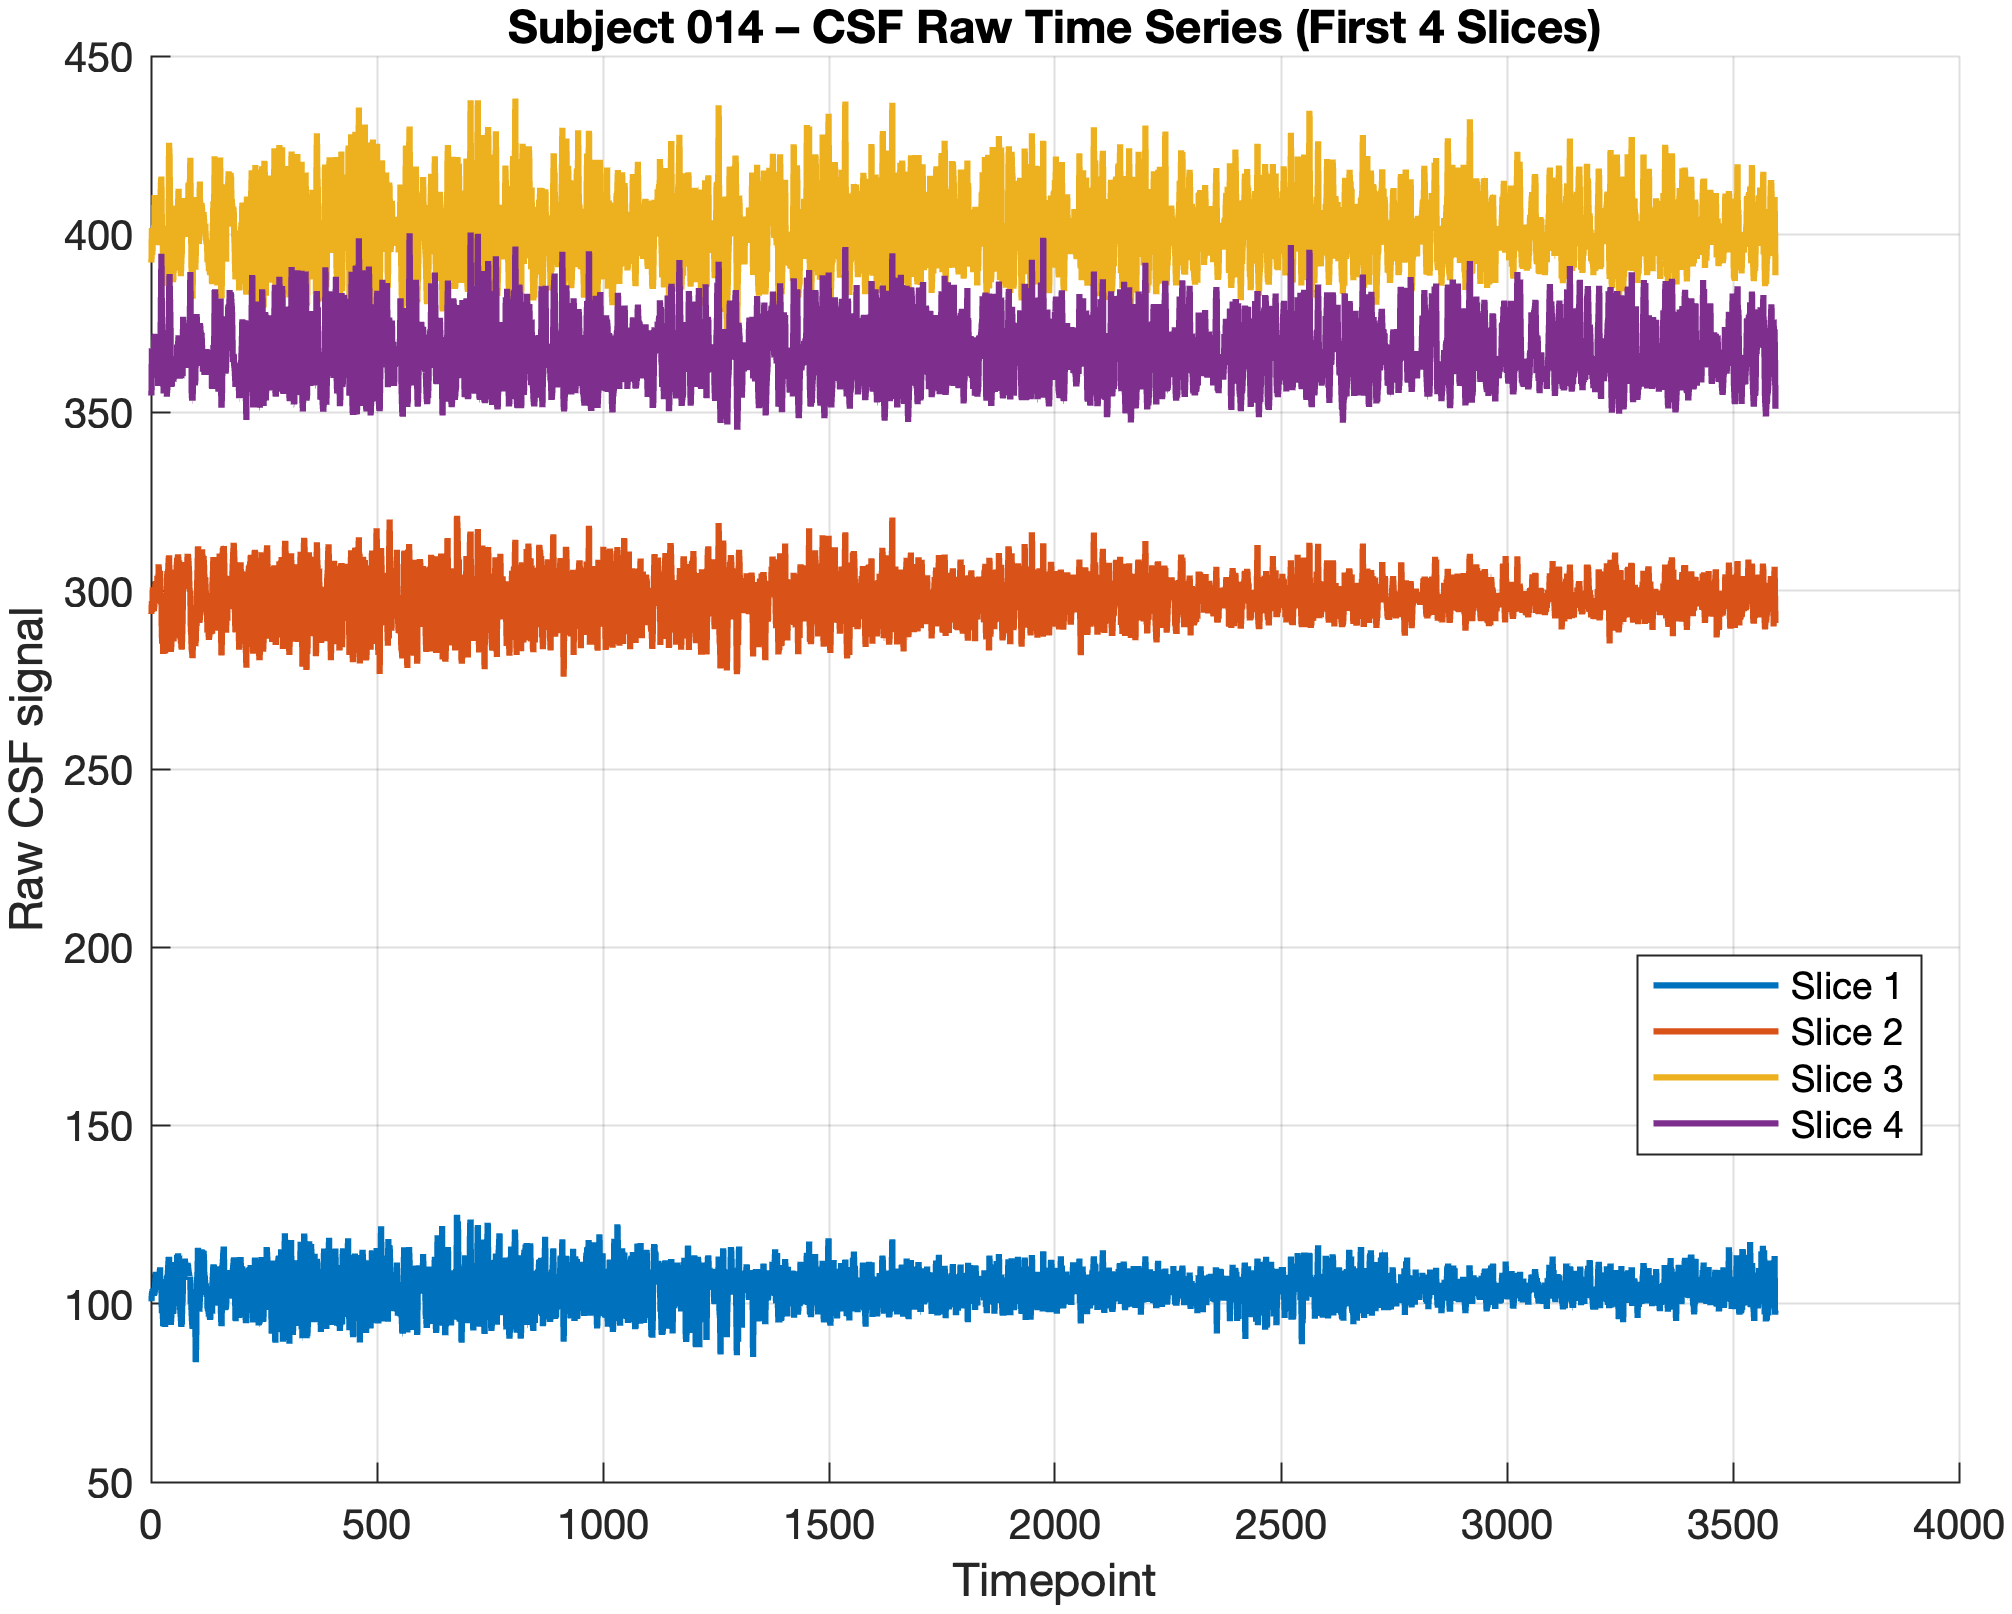 Subject 014 – CSF Raw Time Series (First 4 Slices)
450
400
350
300
250
200
150
100
50
Raw CSF signal
Slice 1
Slice 2
Slice 3
Slice 4
0 500 1000 1500 2000 2500 3000 3500 4000
Timepoint